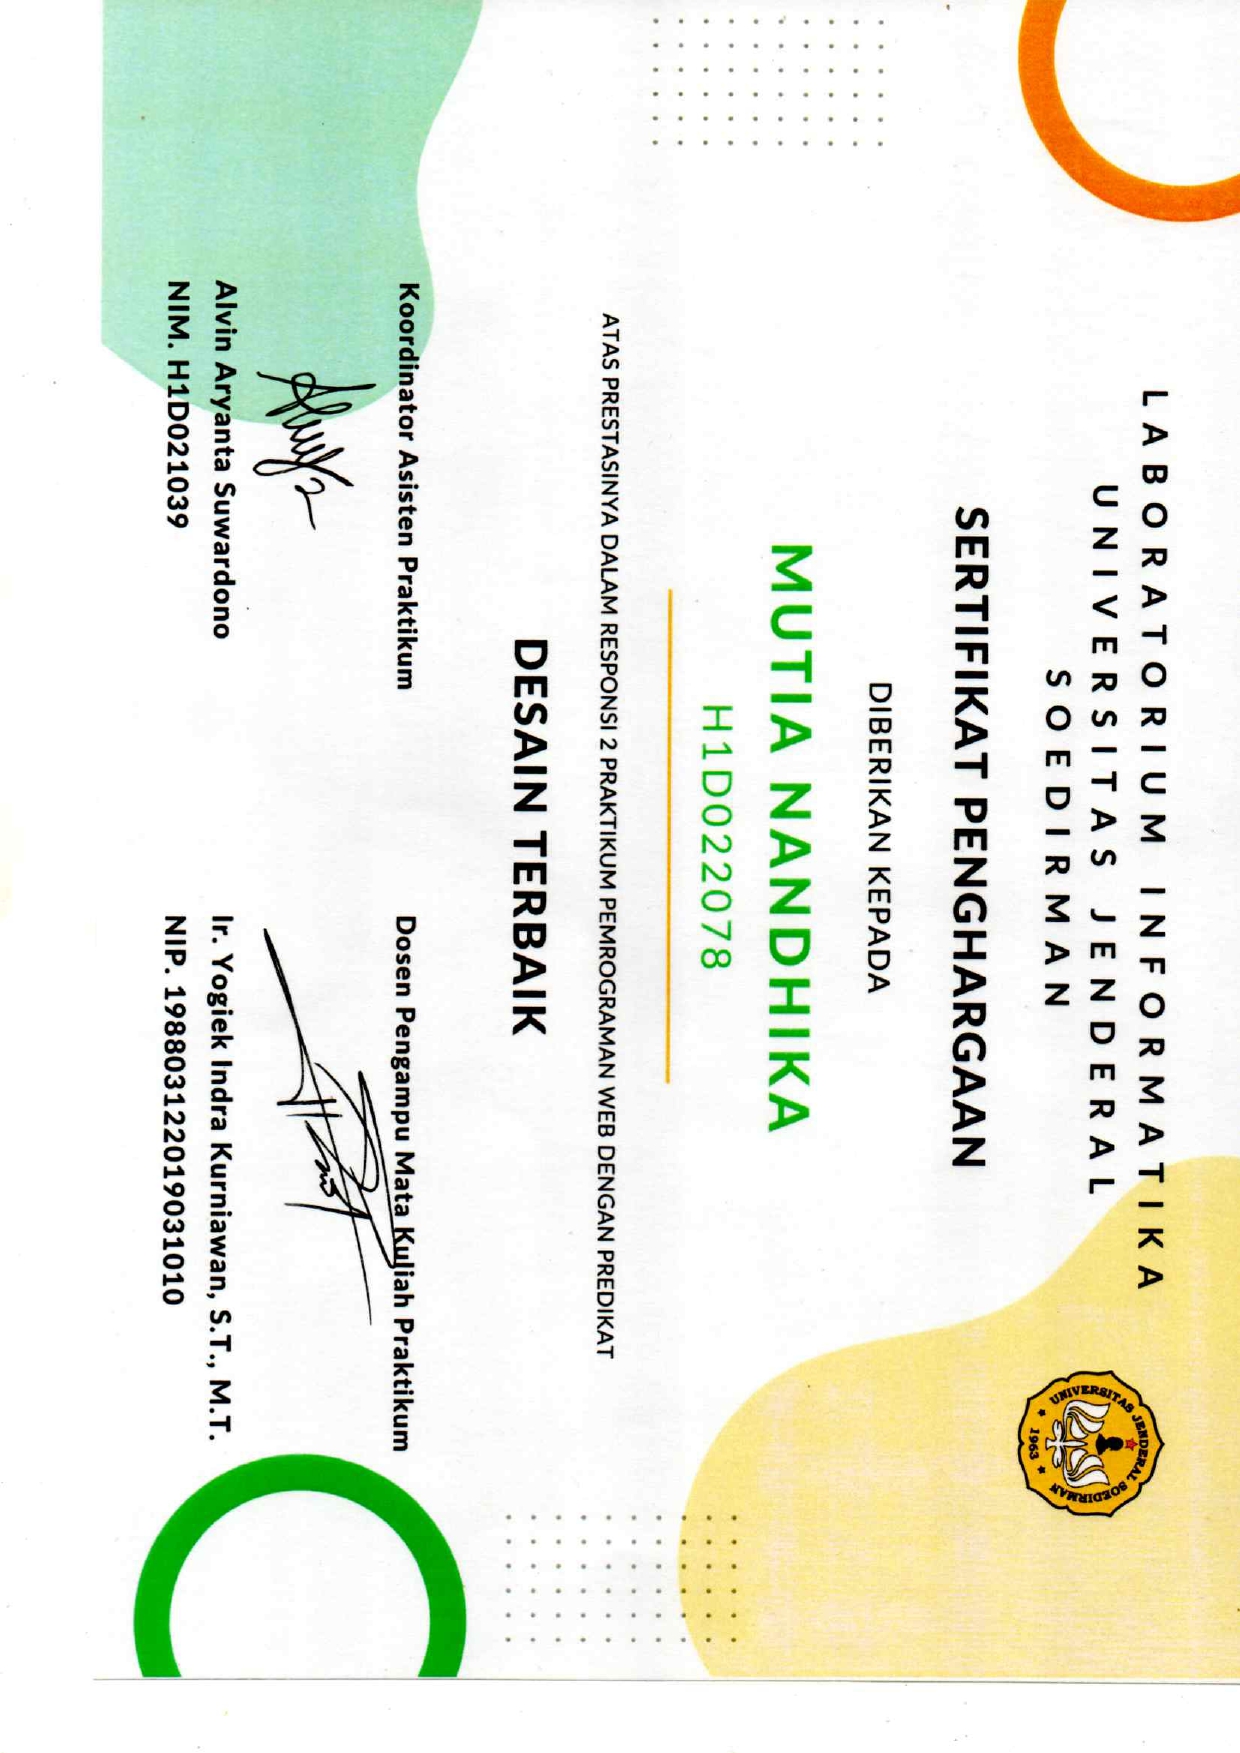 LABORATORIUM INFORMATIKA
UNIVERSITAS JENDERAL
SOEDIRMAN
UNIVERSITAS JENDERAL SOEDIRMAN
1963
SERTIFIKAT PENGHARGAAN
DIBERIKAN KEPADA
MUTIA NANDHIKA
H1D022078
ATAS PRESTASINYA DALAM RESPONSI 2 PRAKTIKUM PEMROGRAMAN WEB DENGAN PREDIKAT
DESAIN TERBAIK
Koordinator Asisten Praktikum
Alvin Aryanta Suwardono
NIM. H1D021039
Dosen Pengampu Mata Kuliah Praktikum
Ir. Yogiek Indra Kurniawan, S.T., M.T.
NIP. 198803122019031010